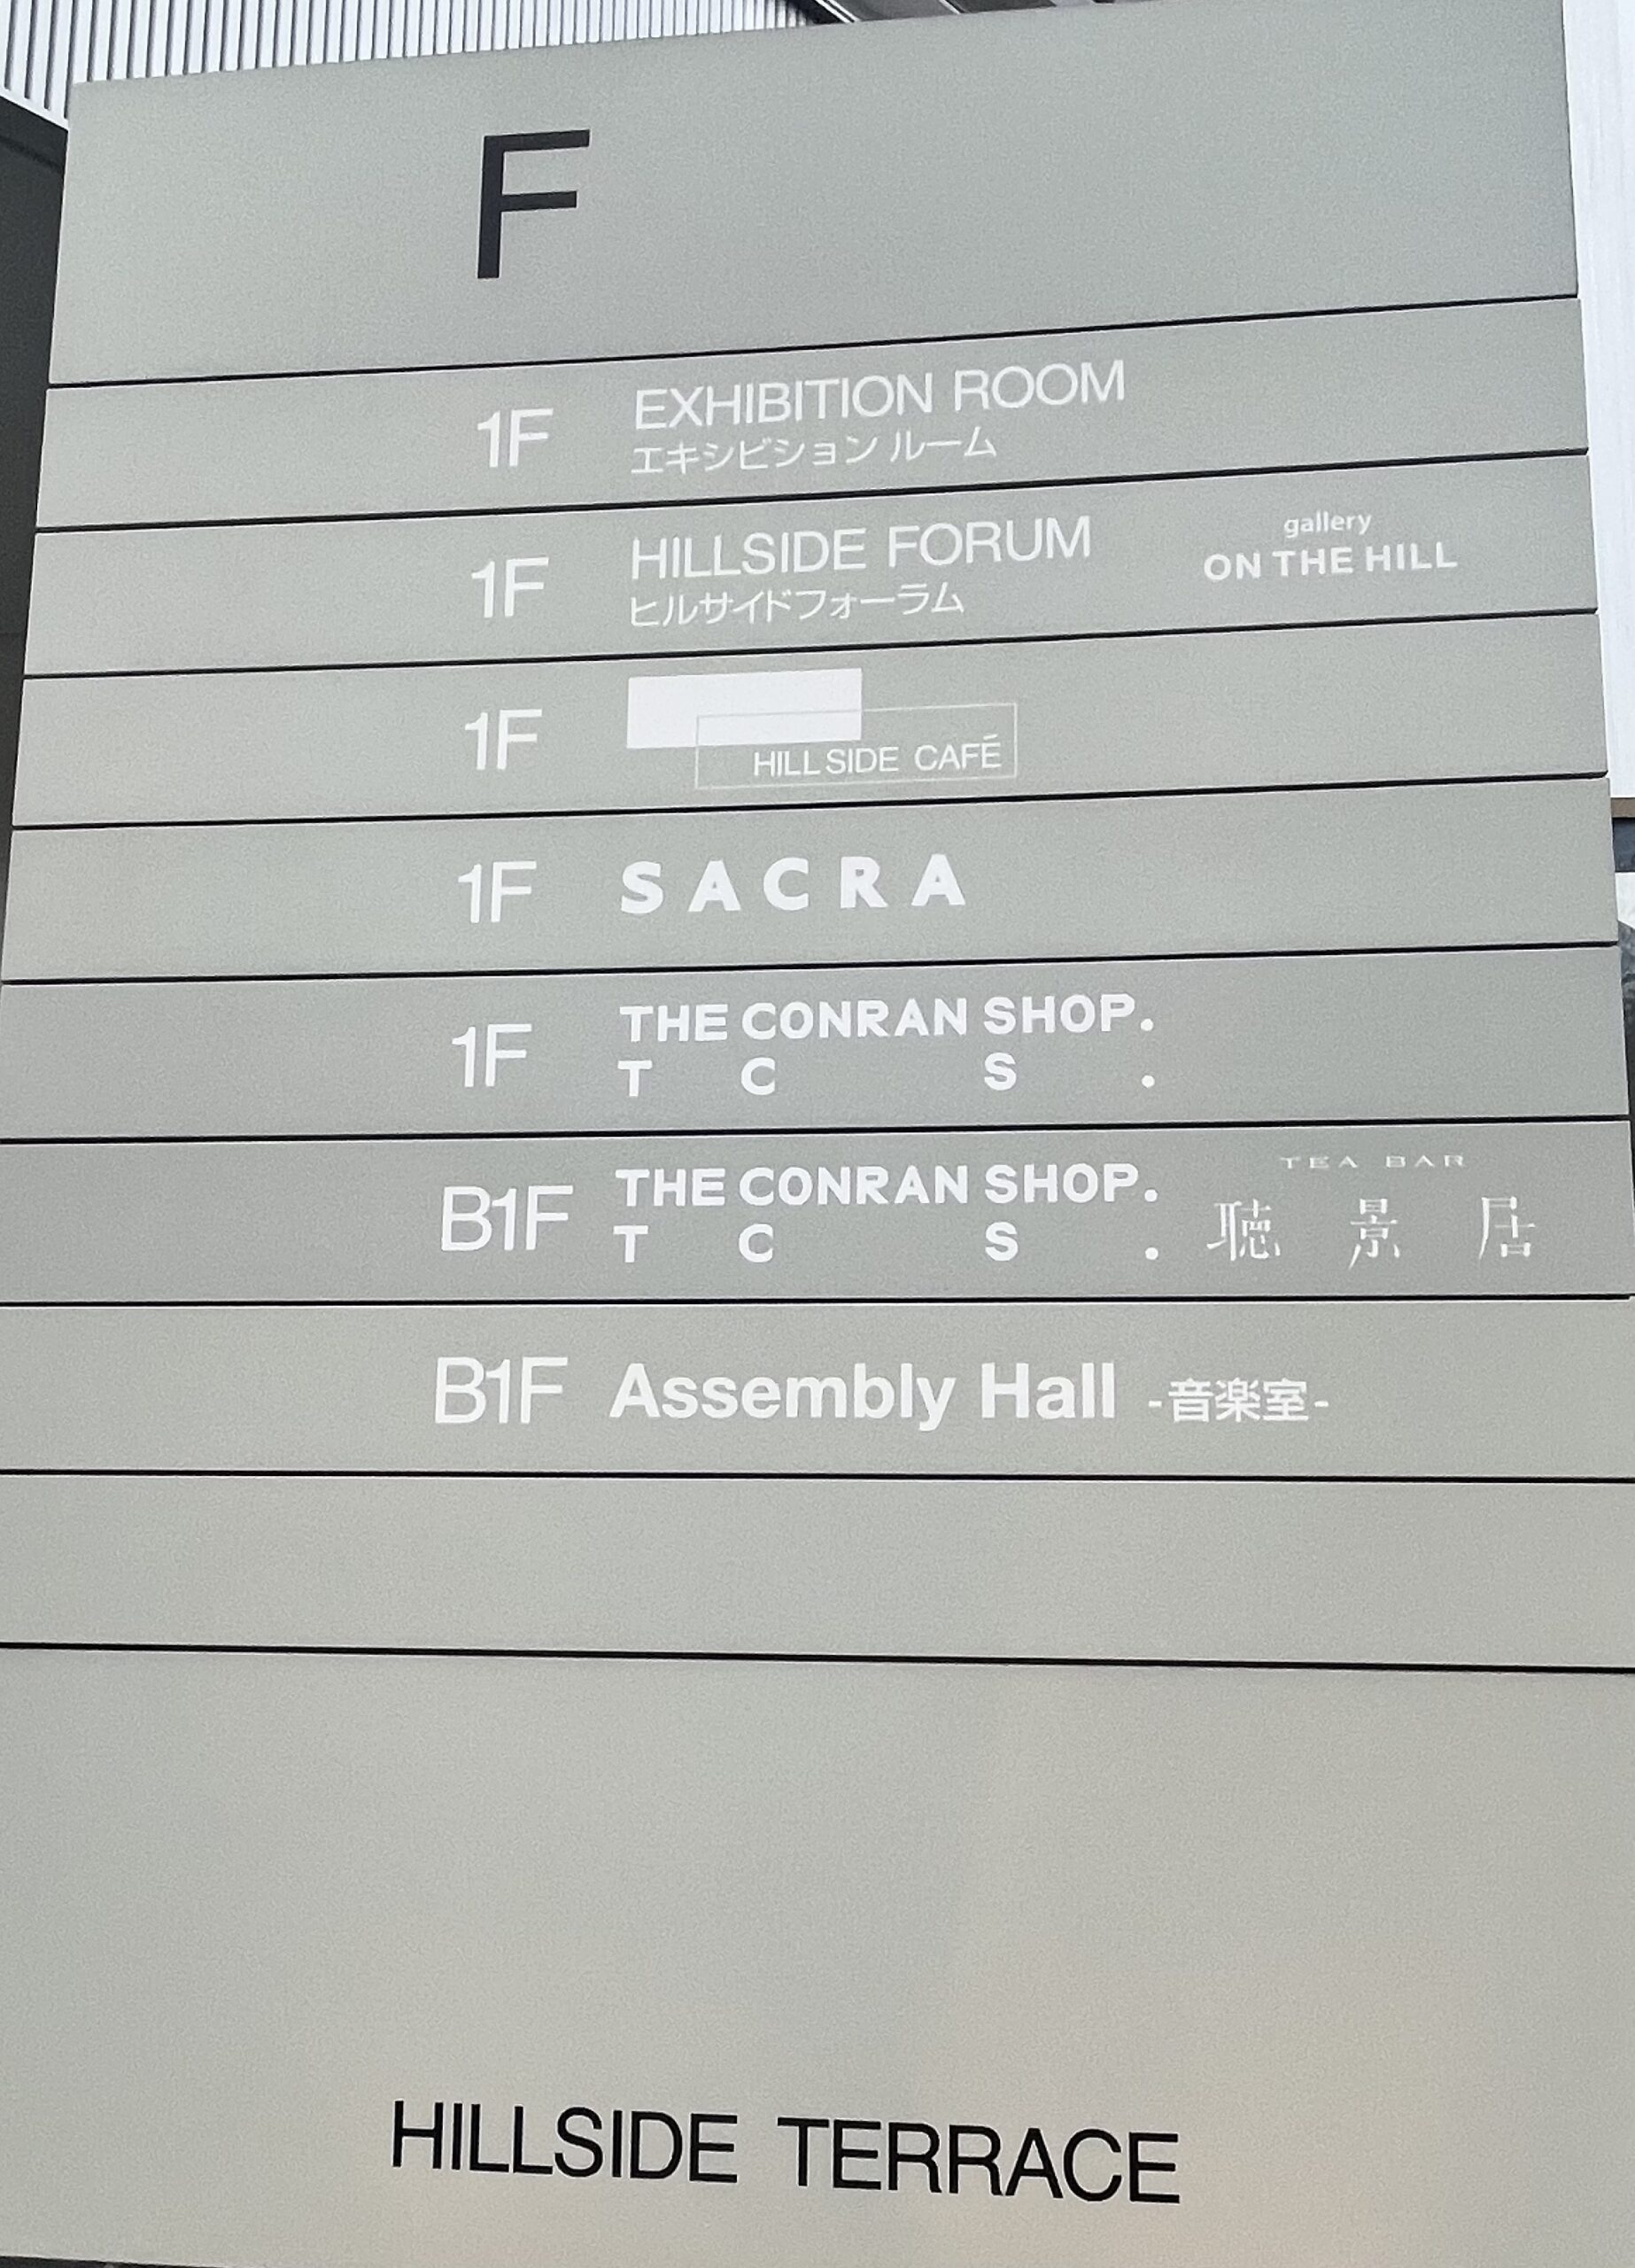 F
1F EXHIBITION ROOM
エキシビション ルーム
1F HILLSIDE FORUM
ヒルサイドフォーラム
gallery
ON THE HILL
1F HILLSIDE CAFÉ
1F SACRA
1F THE CONRAN SHOP.
T C S .
B1F THE CONRAN SHOP.
T C S .
TEA BAR
聴景居
B1F Assembly Hall -音楽室-
HILLSIDE TERRACE